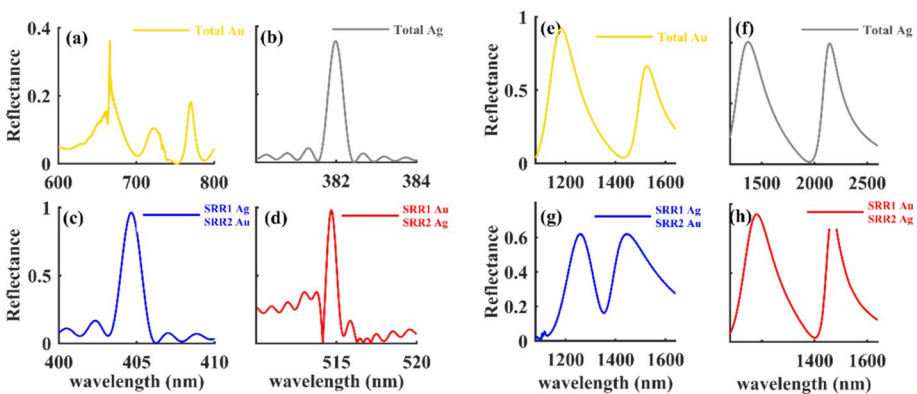 0.4
(a)
Total Au
(b)
Total Ag
Reflectance
0.2
0
600
700
800
382
384
1
(c)
SRR1 Ag
SRR2 Au
(d)
SRR1 Au
SRR2 Ag
Reflectance
0.5
0
400
405
410
515
520
wavelength (nm)
wavelength (nm)
1
(e)
Total Au
(f)
Total Ag
Reflectance
0.5
0
1200
1400
1600
1500
2000
2500
(g)
SRR1 Ag
SRR2 Au
(h)
SRR1 Au
SRR2 Ag
Reflectance
0.6
0.4
0.2
0
1200
1400
1600
1400
1600
wavelength (nm)
wavelength (nm)